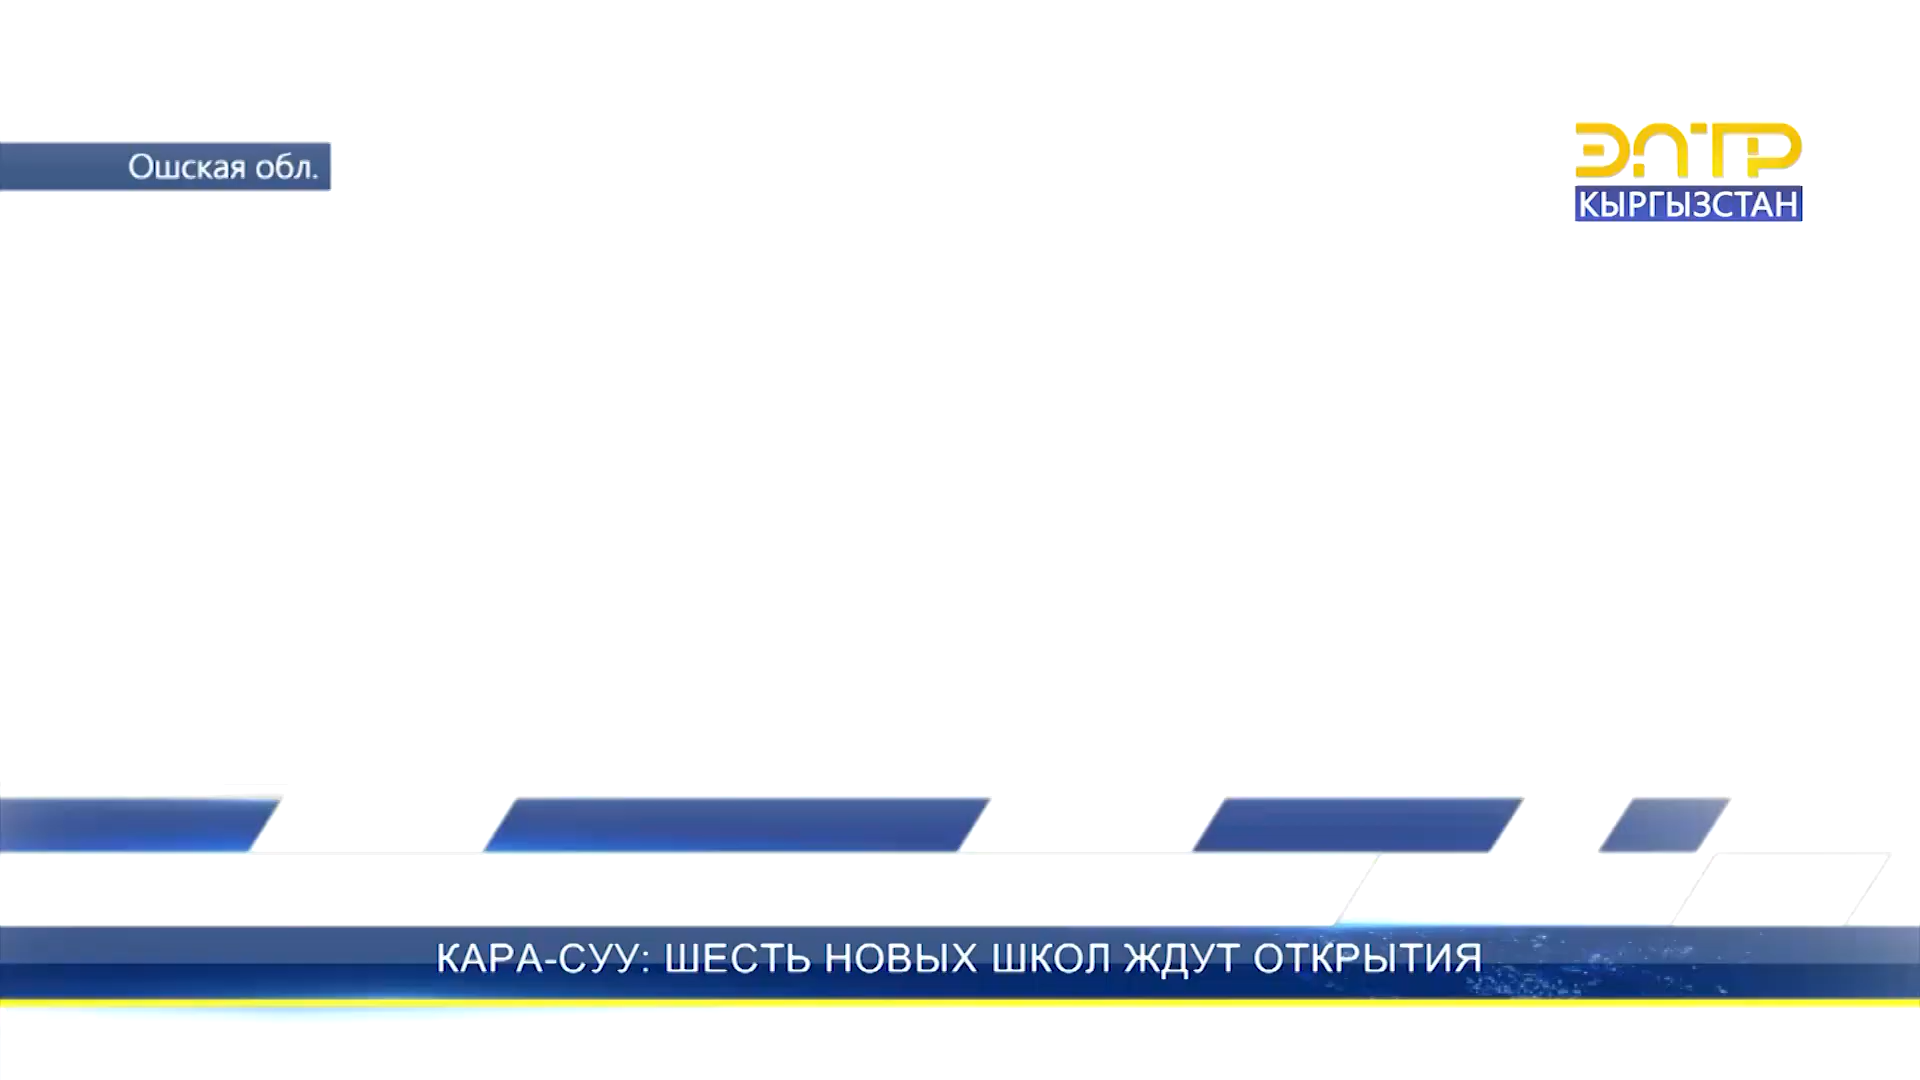 Ошская обл.
ЭЛТР
КЫРГЫЗСТАН
КАРА-СУУ: ШЕСТЬ НОВЫХ ШКОЛ ЖДУТ ОТКРЫТИЯ